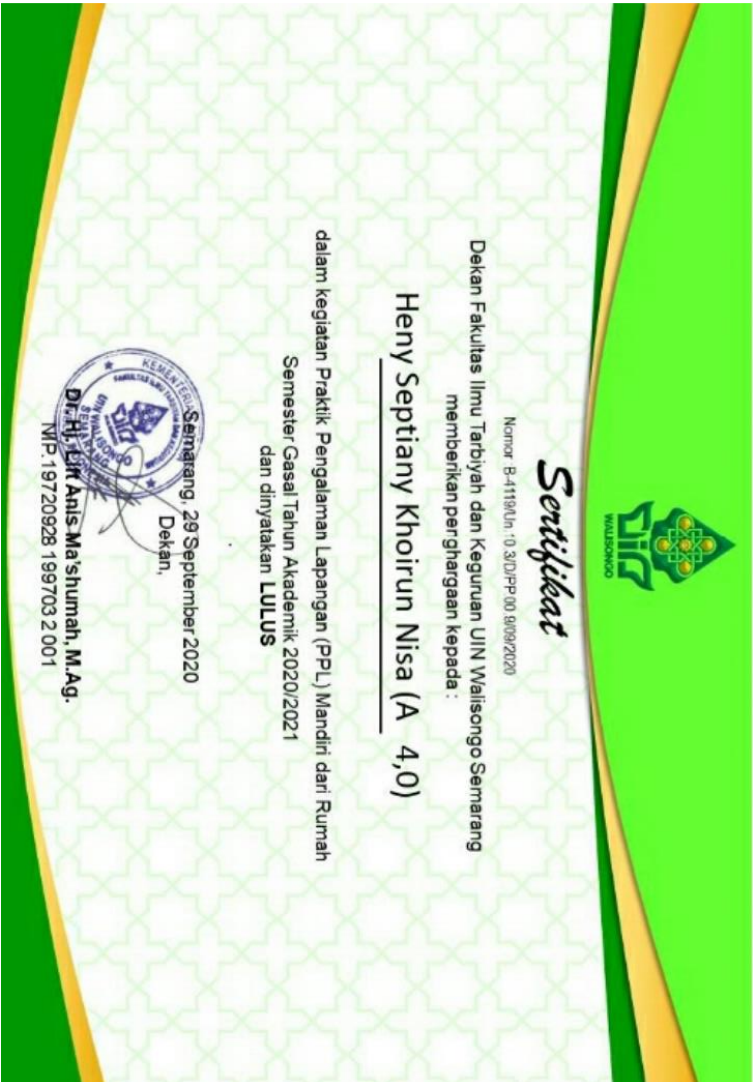 WALISONGO
Sertifikat
Nomor: B-4119/Un.10.3/D/PP.00.9/09/2020
Dekan Fakultas Ilmu Tarbiyah dan Keguruan UIN Walisongo Semarang
memberikan penghargaan kepada :
Heny Septiany Khoirun Nisa (A 4,0)
dalam kegiatan Praktik Pengalaman Lapangan (PPL) Mandiri dari Rumah
Semester Gasal Tahun Akademik 2020/2021
dan dinyatakan LULUS
Semarang, 29 September 2020
Dekan,
UIN WALISONGO
SEMARANG
Dr. Hj. Lift Anis Ma'shumah, M.Ag.
NIP. 19720928 199703 2 001